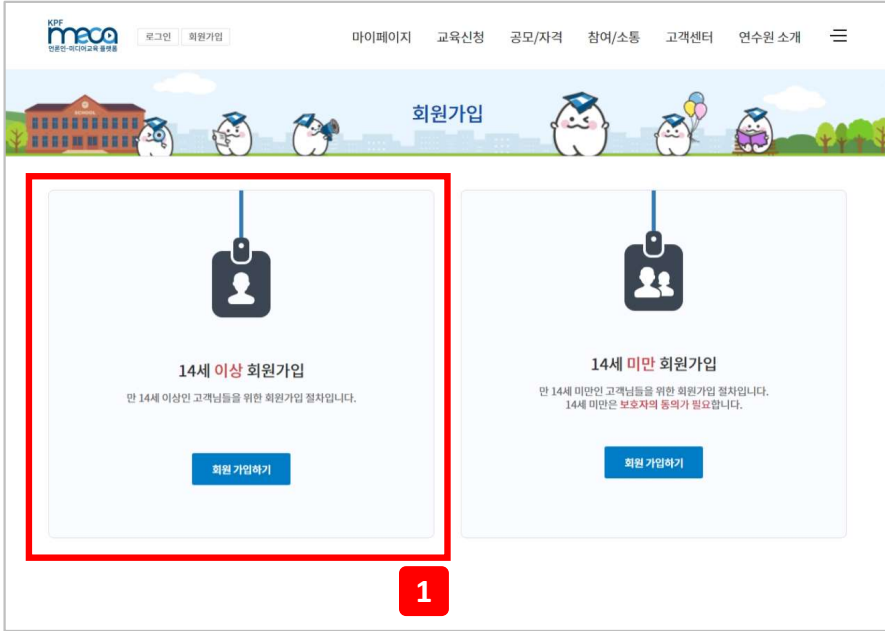 KPF
meca
언론인·미디어교육 플랫폼
로그인 회원가입
마이페이지 교육신청 공모/자격 참여/소통 고객센터 연수원 소개
SCHOOL
회원가입
14세 이상 회원가입
만 14세 이상인 고객님들을 위한 회원가입 절차입니다.
회원 가입하기
14세 미만 회원가입
만 14세 미만인 고객님들을 위한 회원가입 절차입니다.
14세 미만은 보호자의 동의가 필요합니다.
회원 가입하기
1